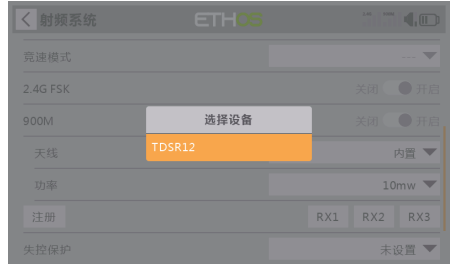 射频系统
ETHOS
竞速模式
---
2.4G FSK
关闭 开启
900M
关闭 开启
选择设备
TDSR12
天线
内置
功率
10mw
注册
RX1 RX2 RX3
失控保护
未设置